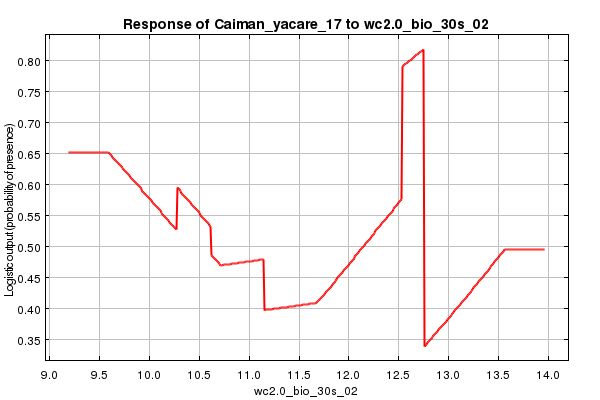 Response of Caiman_yacare_17 to wc2.0_bio_30s_02
Logistic output (probability of presence)
0.80
0.75
0.70
0.65
0.60
0.55
0.50
0.45
0.40
0.35
9.0 9.5 10.0 10.5 11.0 11.5 12.0 12.5 13.0 13.5 14.0
wc2.0_bio_30s_02